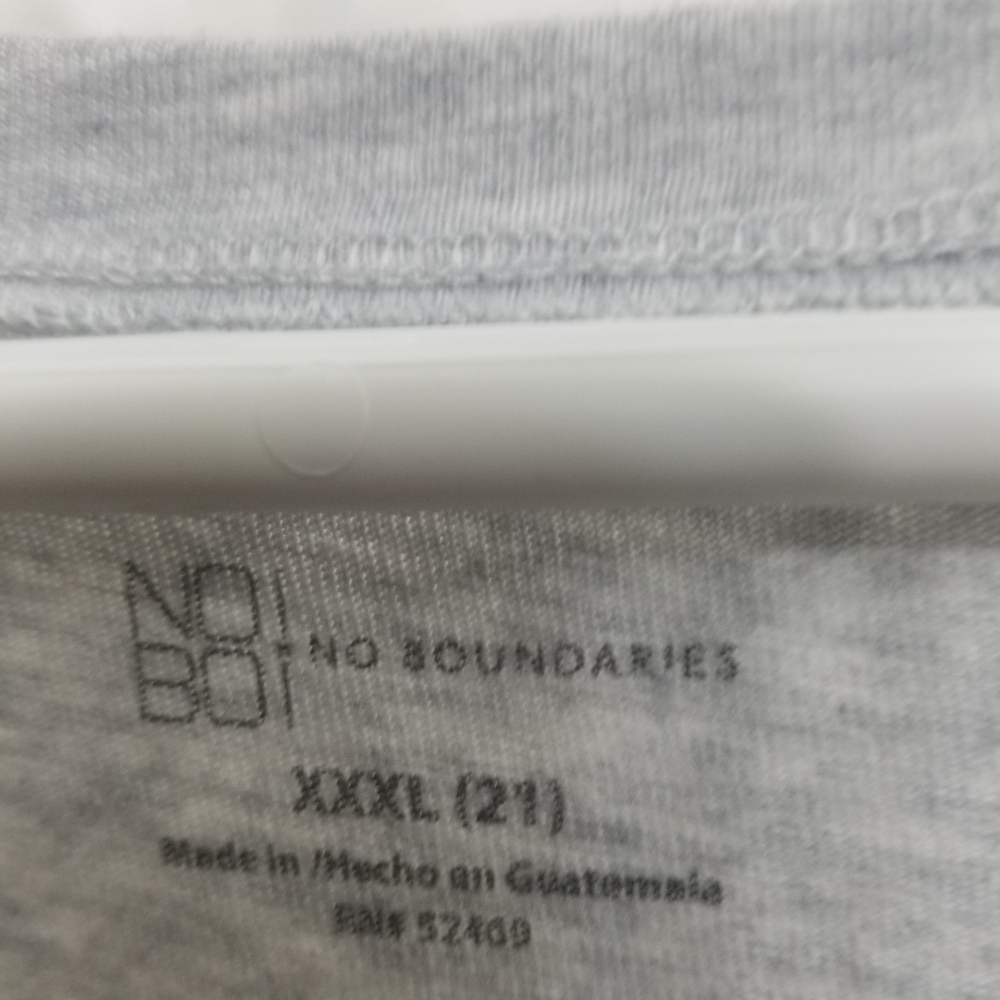 NO
BO
NO BOUNDARIES
XXXL (21)
Made in /Hecho en Guatemala
RN# 52469